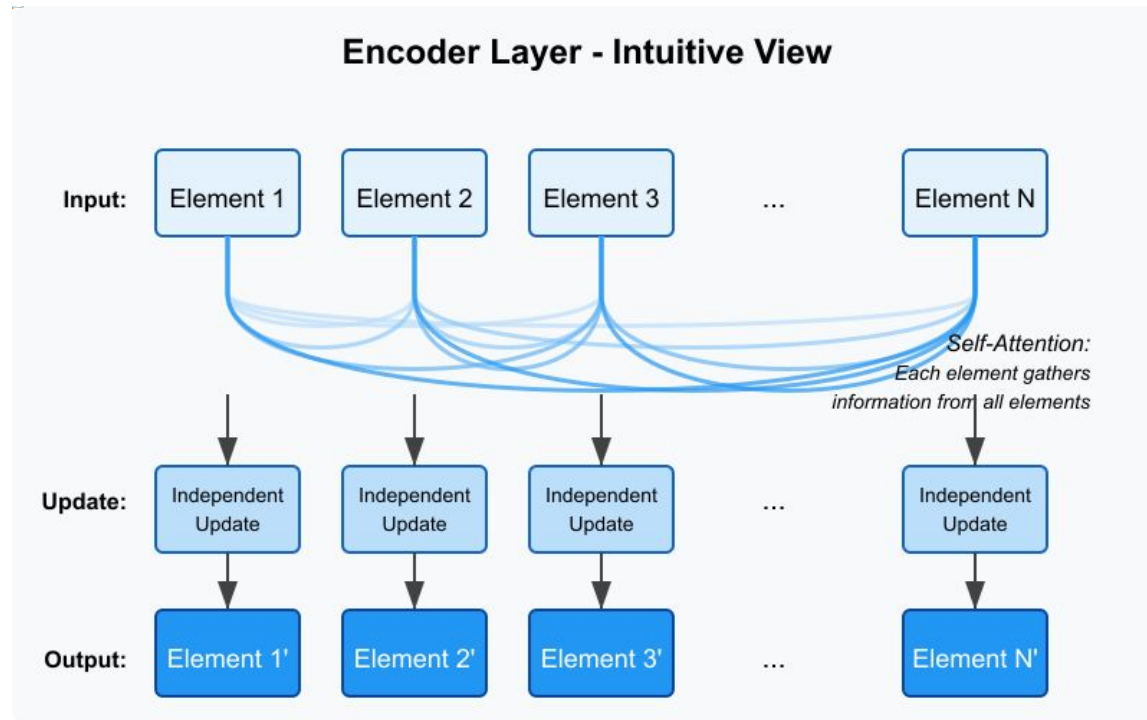 Encoder Layer - Intuitive View
Input:
Element 1
Element 2
Element 3
...
Element N
Self-Attention:
Each element gathers
information from all elements
Update:
Independent
Update
Independent
Update
Independent
Update
...
Independent
Update
Output:
Element 1'
Element 2'
Element 3'
...
Element N'